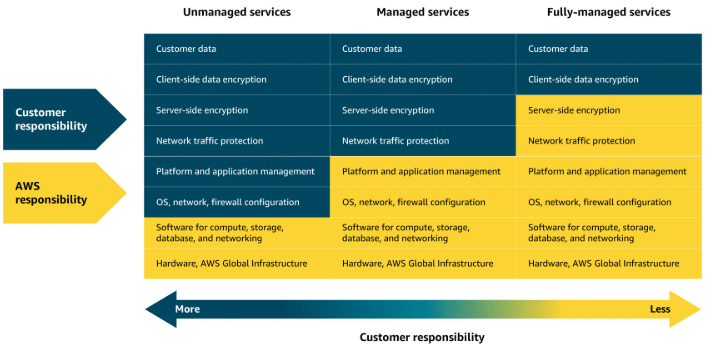 Unmanaged services Managed services Fully-managed services
Customer data Customer data Customer data
Client-side data encryption Client-side data encryption Client-side data encryption
Customer
responsibility
Server-side encryption Server-side encryption Server-side encryption
Network traffic protection Network traffic protection Network traffic protection
AWS
responsibility
Platform and application management Platform and application management Platform and application management
OS, network, firewall configuration OS, network, firewall configuration OS, network, firewall configuration
Software for compute, storage, Software for compute, storage, Software for compute, storage,
database, and networking database, and networking database, and networking
Hardware, AWS Global Infrastructure Hardware, AWS Global Infrastructure Hardware, AWS Global Infrastructure
More Less
Customer responsibility